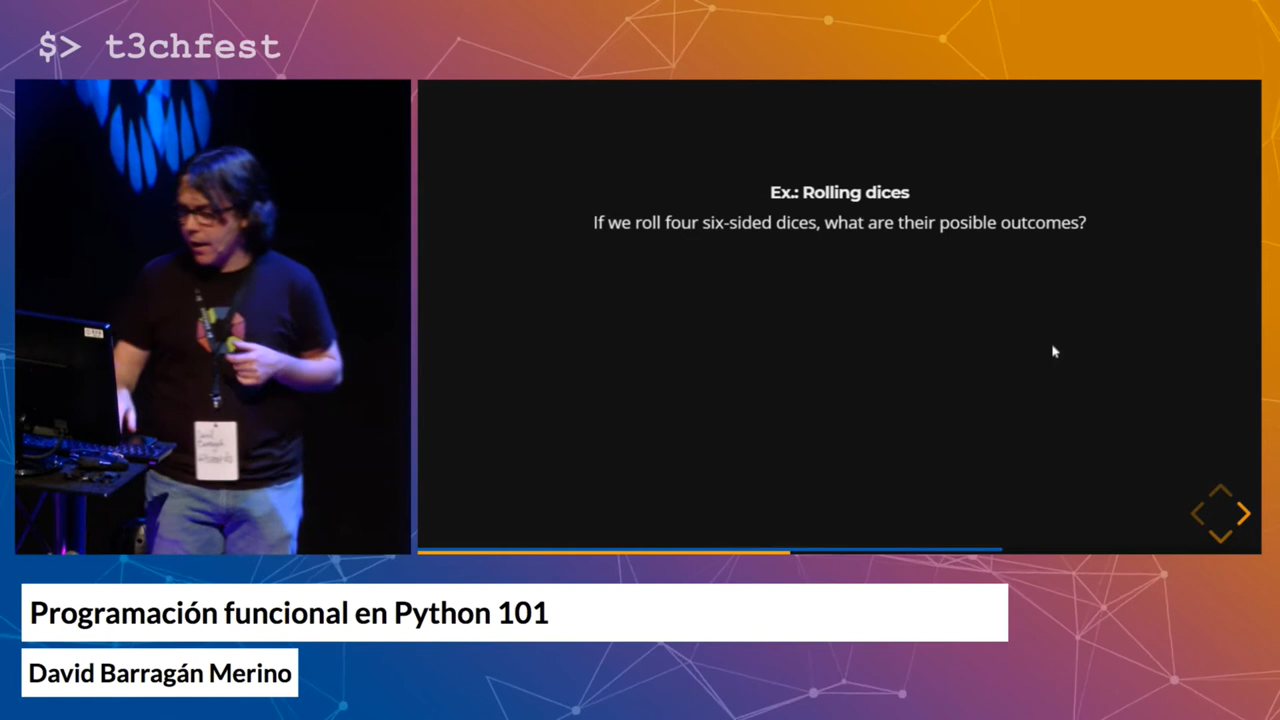 $> t3chfest
Ex.: Rolling dices
If we roll four six-sided dices, what are their posible outcomes?
Programación funcional en Python 101
David Barragán Merino